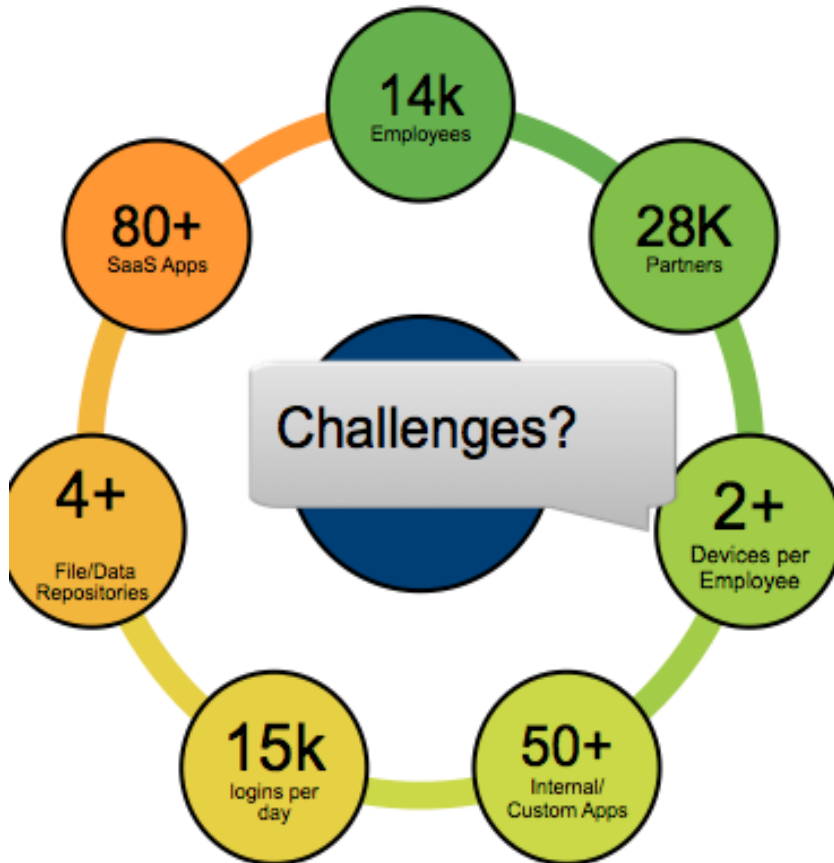 14k
Employees
28K
Partners
2+
Devices per
Employee
50+
Internal/
Custom Apps
15k
logins per
day
4+
File/Data
Repositories
80+
SaaS Apps
Challenges?